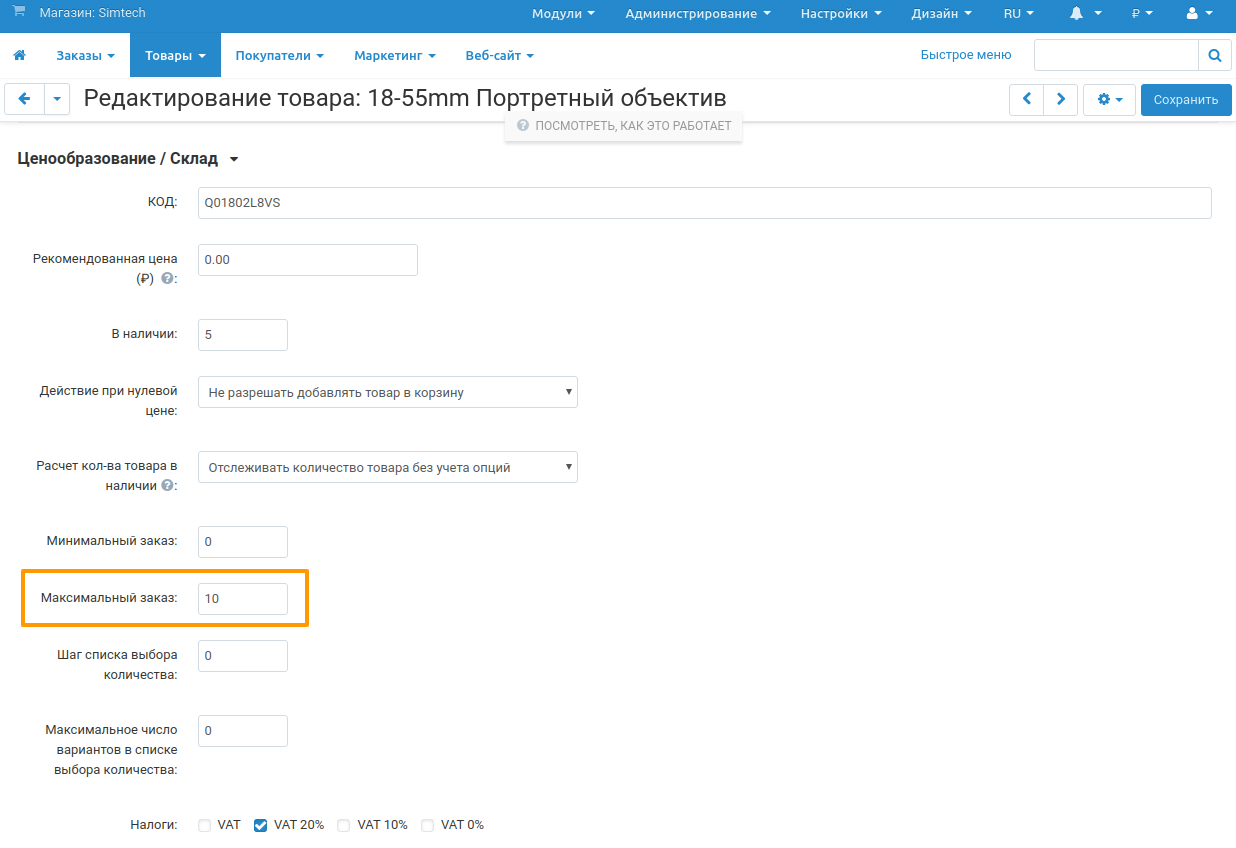 Магазин: Simtech Модули Администрирование Настройки Дизайн RU ₽
Заказы Товары Покупатели Маркетинг Веб-сайт Быстрое меню
Редактирование товара: 18-55mm Портретный объектив Сохранить
? ПОСМОТРЕТЬ, КАК ЭТО РАБОТАЕТ
Ценообразование / Склад
КОД: Q01802L8VS
Рекомендованная цена
(₽) ?: 0.00
В наличии: 5
Действие при нулевой
цене: Не разрешать добавлять товар в корзину
Расчет кол-ва товара в
наличии ?: Отслеживать количество товара без учета опций
Минимальный заказ: 0
Максимальный заказ: 10
Шаг списка выбора
количества: 0
Максимальное число
вариантов в списке
выбора количества: 0
Налоги: VAT VAT 20% VAT 10% VAT 0%